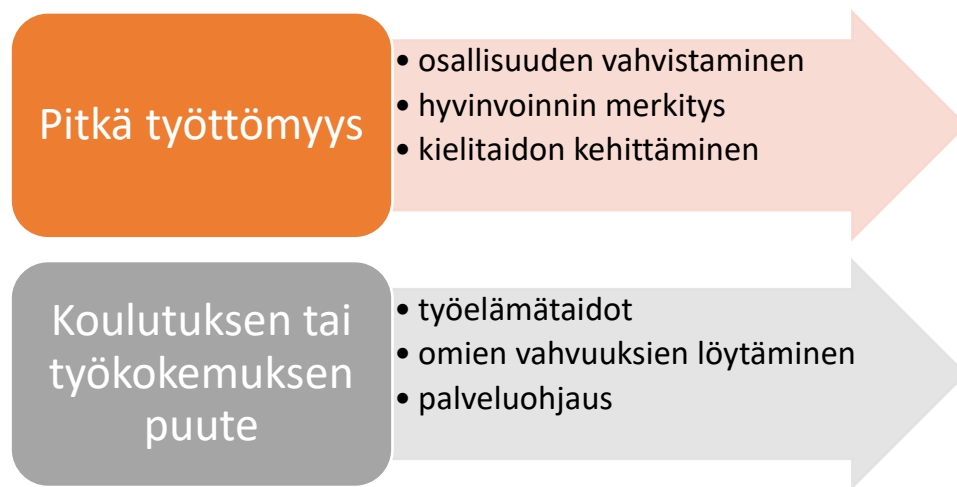 Pitkä työttömyys
• osallisuuden vahvistaminen
• hyvinvoinnin merkitys
• kielitaidon kehittäminen
Koulutuksen tai
työkokemuksen
puute
• työelämätaidot
• omien vahvuuksien löytäminen
• palveluohjaus